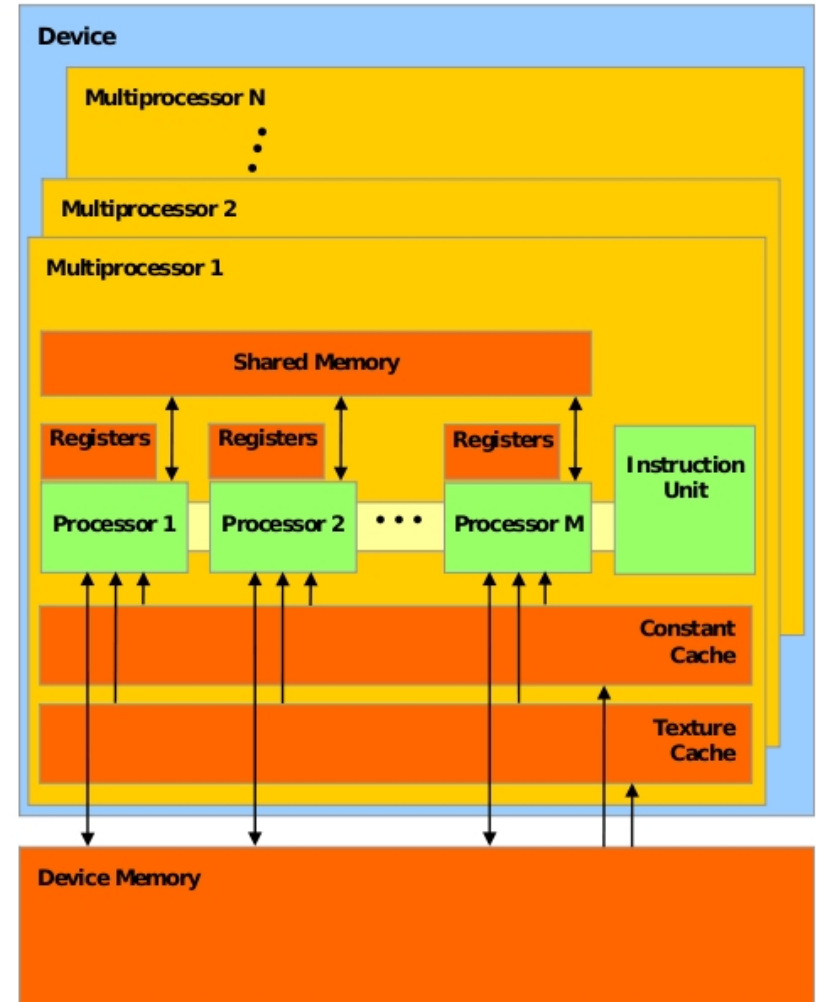 Device
Multiprocessor N
Multiprocessor 2
Multiprocessor 1
Shared Memory
Registers
Registers
Registers
Instruction
Unit
Processor 1
Processor 2
Processor M
Constant
Cache
Texture
Cache
Device Memory